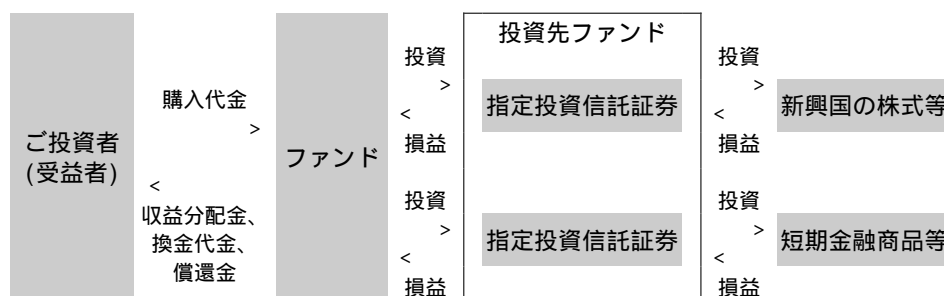 投資先ファンド
投資
>
<
損益
投資
>
<
損益
購入代金
>
<
収益分配金、
換金代金、
償還金
ご投資者
(受益者)
ファンド
指定投資信託証券
新興国の株式等
投資
>
<
損益
指定投資信託証券
短期金融商品等
投資
>
<
損益